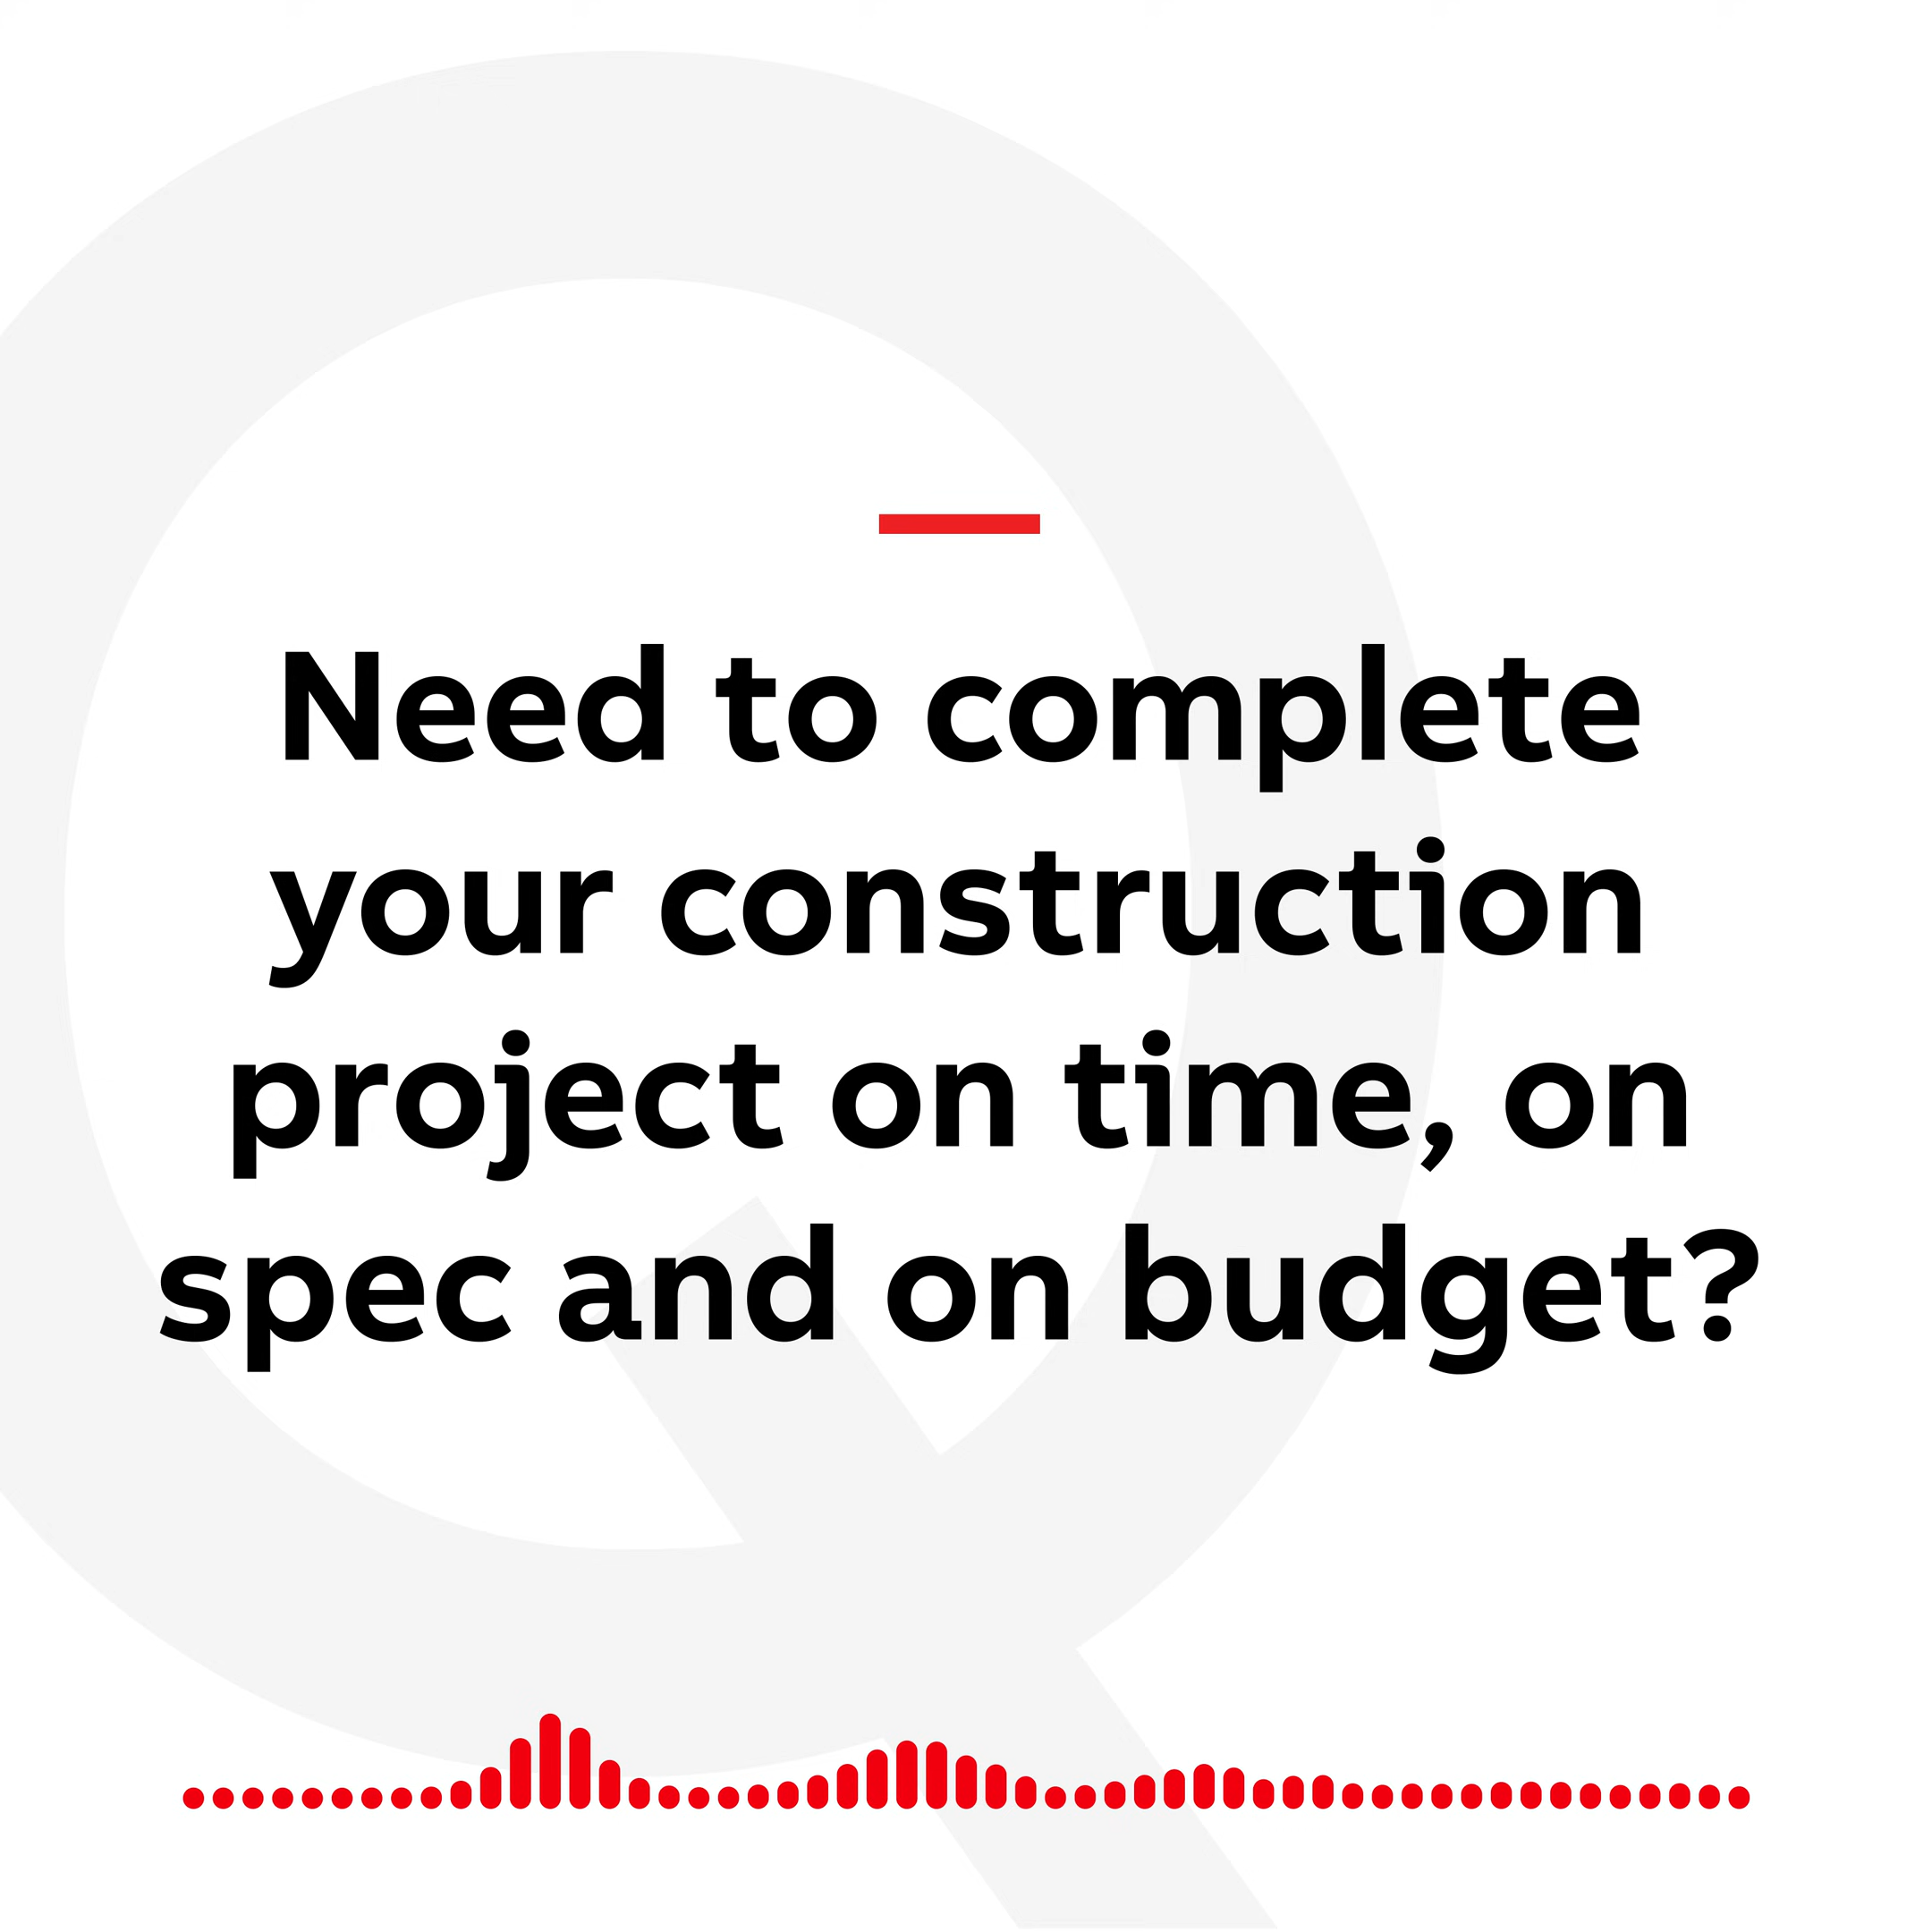 Need to complete
your construction
project on time, on
spec and on budget?